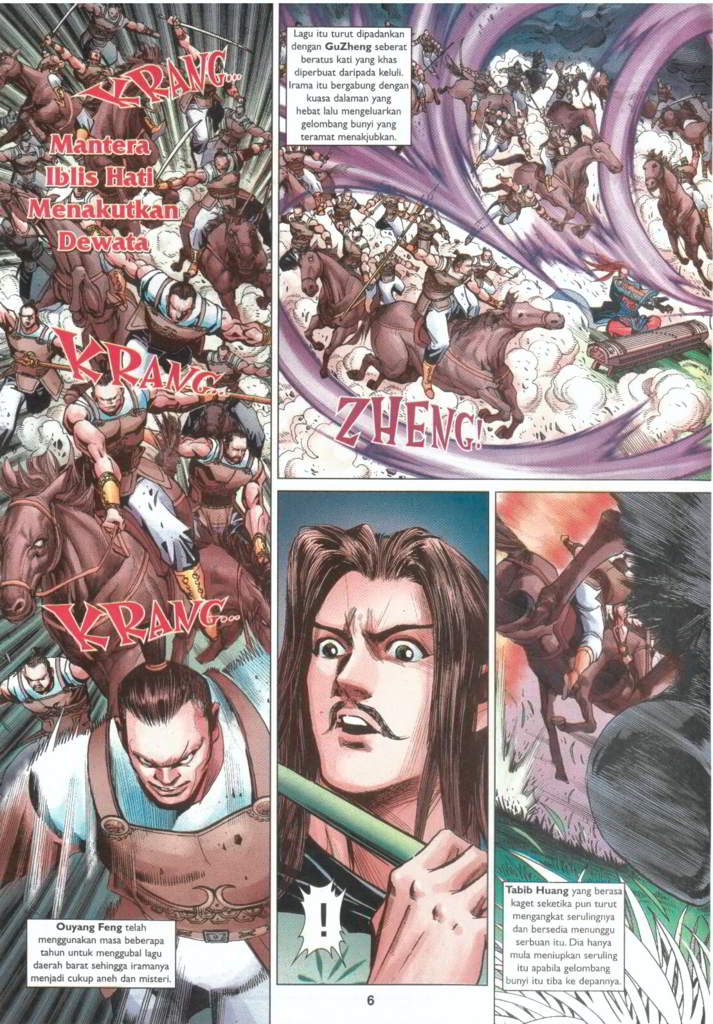 KRANG...
Mantera
Iblis Hati
Menakutkan
Dewata
KRANG...
KRANG...
Ouyang Feng telah
menggunakan masa beberapa
tahun untuk menggubal lagu
daerah barat sehingga iramanya
menjadi cukup aneh dan misteri.
Lagu itu turut dipadankan
dengan GuZheng seberat
beratus kati yang khas
diperbuat daripada keluli.
Irama itu bergabung dengan
kuasa dalaman yang
hebat lalu mengeluarkan
gelombang bunyi yang
teramat menakjubkan.
ZHENG!
!
Tabib Huang yang berasa
kaget seketika pun turut
mengangkat serulingnya
dan bersedia menunggu
serbuan itu. Dia hanya
mula meniupkan seruling
itu apabila gelombang
bunyi itu tiba ke depannya.
6